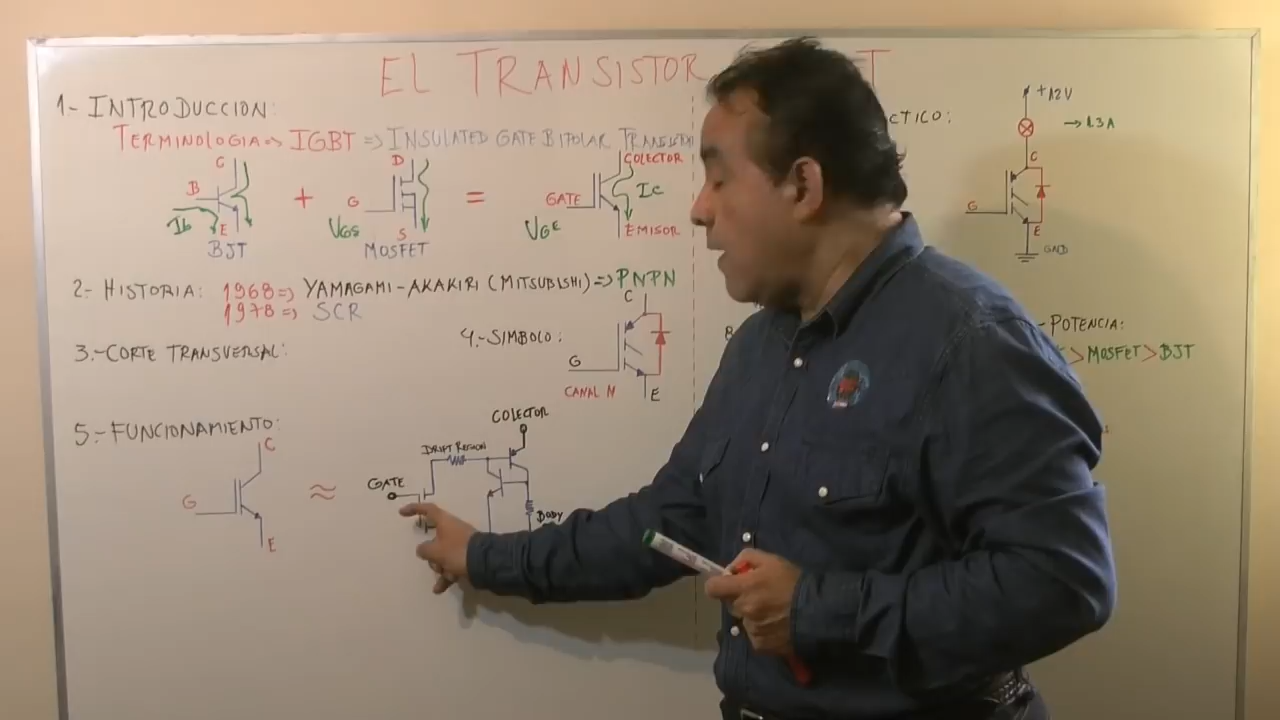 EL TRANSISTOR
1.- INTRODUCCION:
TERMINOLOGIA => IGBT => INSULATED GATE BIPOLAR TRANSISTOR
C
B
Ib
E
BJT
+
D
G
VGS
S
MOSFET
=
COLECTOR
GATE
IC
VGE
EMISOR
2.- HISTORIA: 1968 => YAMAGAMI-AKAKIRI (MITSUBISHI) => PNPN
1978 => SCR
3.- CORTE TRANSVERSAL:
4.- SIMBOLO:
C
G
CANAL N
E
5.- FUNCIONAMIENTO:
C
G
E
≈
COLECTOR
DRIFT REGION
GATE
BODY
CTICO:
+12V
→ 1.3A
C
G
E
GND
- POTENCIA:
> MOSFET > BJT